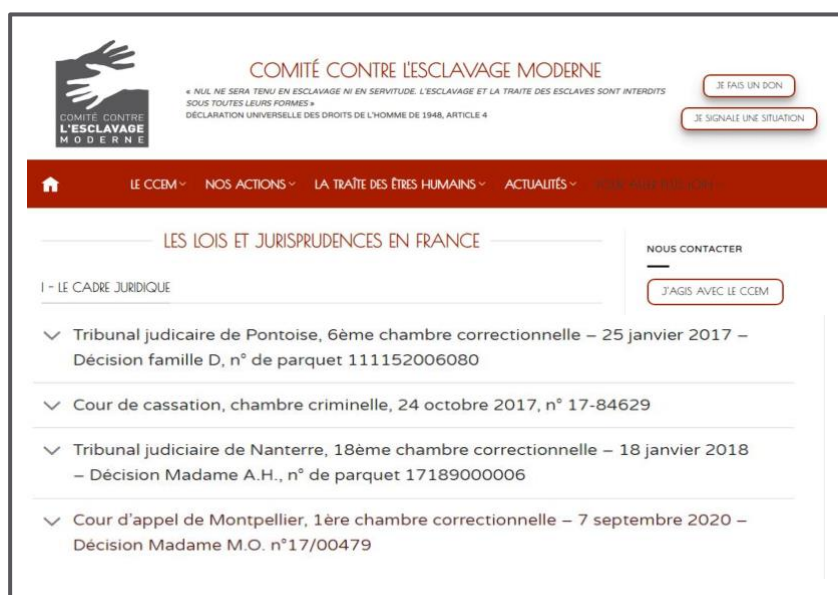 COMITÉ CONTRE
L'ESCLAVAGE
MODERNE
COMITÉ CONTRE L'ESCLAVAGE MODERNE
« NUL NE SERA TENU EN ESCLAVAGE NI EN SERVITUDE. L'ESCLAVAGE ET LA TRAITE DES ESCLAVES SONT INTERDITS
SOUS TOUTES LEURS FORMES »
DÉCLARATION UNIVERSELLE DES DROITS DE L'HOMME DE 1948, ARTICLE 4
JE FAIS UN DON
JE SIGNALE UNE SITUATION
LE CCEM NOS ACTIONS LA TRAÎTE DES ÊTRES HUMAINS ACTUALITÉS
LES LOIS ET JURISPRUDENCES EN FRANCE
NOUS CONTACTER
J'AGIS AVEC LE CCEM
I - LE CADRE JURIDIQUE
Tribunal judicaire de Pontoise, 6ème chambre correctionnelle – 25 janvier 2017 –
Décision famille D, n° de parquet 111152006080
Cour de cassation, chambre criminelle, 24 octobre 2017, n° 17-84629
Tribunal judiciaire de Nanterre, 18ème chambre correctionnelle – 18 janvier 2018
– Décision Madame A.H., n° de parquet 17189000006
Cour d'appel de Montpellier, 1ère chambre correctionnelle – 7 septembre 2020 –
Décision Madame M.O. n°17/00479